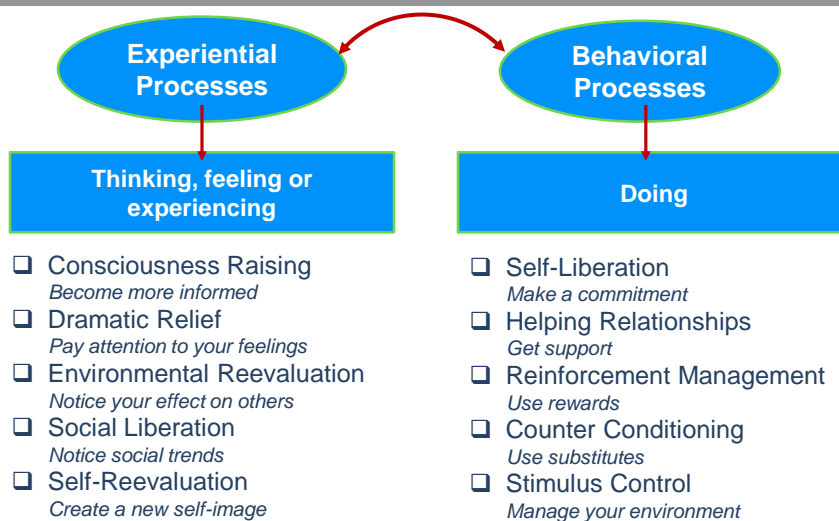 Experiential
Processes
Behavioral
Processes
Thinking, feeling or
experiencing
Doing
❑ Consciousness Raising
Become more informed
❑ Dramatic Relief
Pay attention to your feelings
❑ Environmental Reevaluation
Notice your effect on others
❑ Social Liberation
Notice social trends
❑ Self-Reevaluation
Create a new self-image
❑ Self-Liberation
Make a commitment
❑ Helping Relationships
Get support
❑ Reinforcement Management
Use rewards
❑ Counter Conditioning
Use substitutes
❑ Stimulus Control
Manage your environment